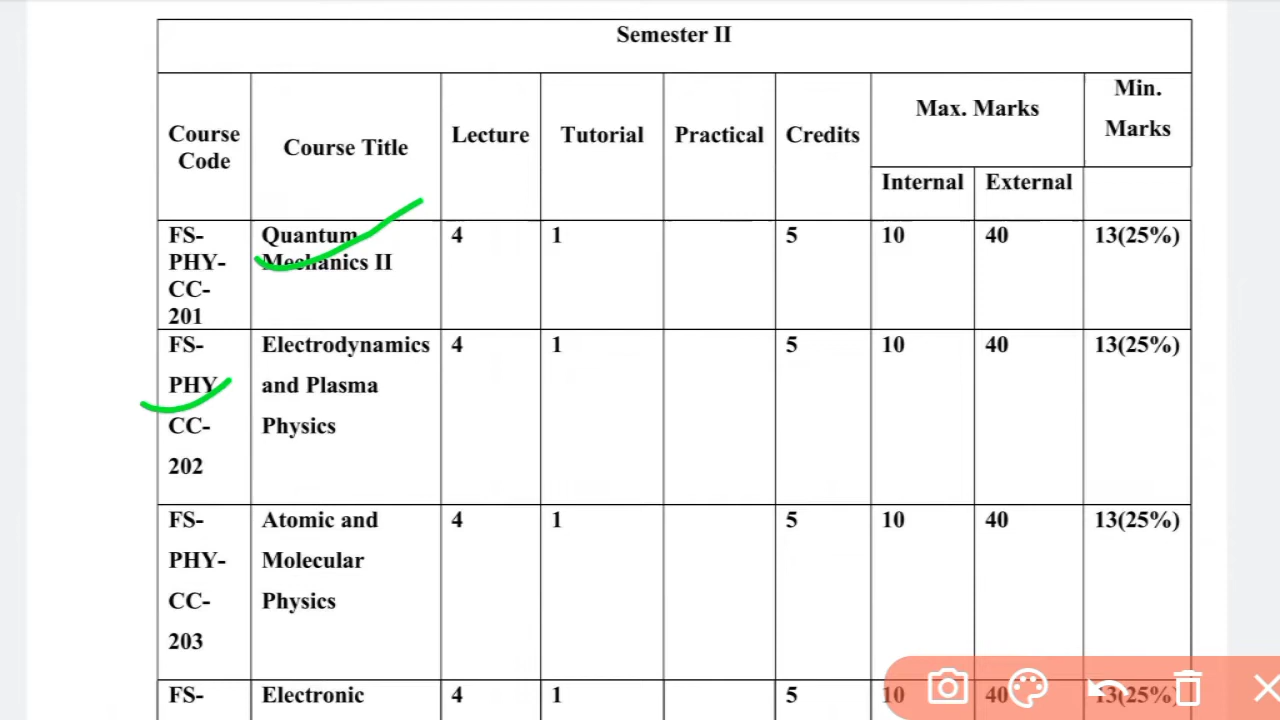 Semester II
Course Code
Course Title
Lecture
Tutorial
Practical
Credits
Max. Marks
Min. Marks
Internal
External
FS-PHY-CC-201
Quantum Mechanics II
4
1
5
10
40
13(25%)
FS-PHY-CC-202
Electrodynamics and Plasma Physics
4
1
5
10
40
13(25%)
FS-PHY-CC-203
Atomic and Molecular Physics
4
1
5
10
40
13(25%)
FS-
Electronic
4
1
5
10
40
13(25%)